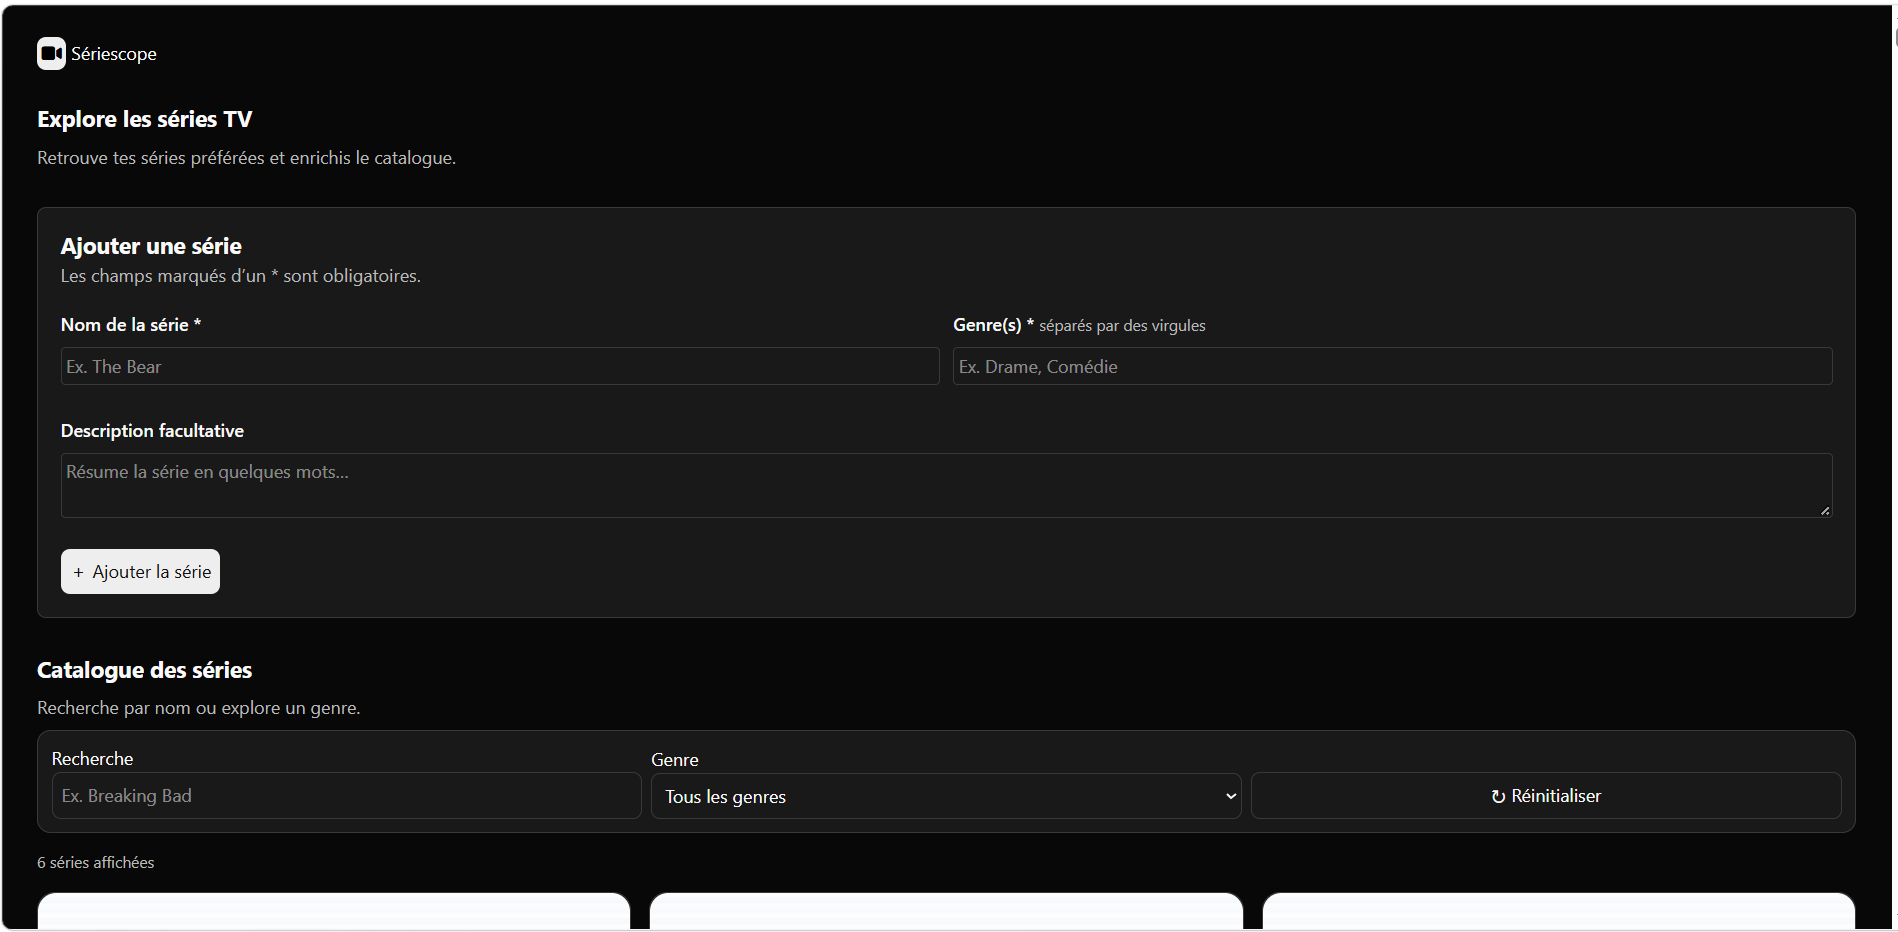 Sériescope
Explore les séries TV
Retrouve tes séries préférées et enrichis le catalogue.
Ajouter une série
Les champs marqués d’un * sont obligatoires.
Nom de la série *
Genre(s) * séparés par des virgules
Ex. The Bear
Ex. Drame, Comédie
Description facultative
Résume la série en quelques mots...
+ Ajouter la série
Catalogue des séries
Recherche par nom ou explore un genre.
Recherche
Genre
Ex. Breaking Bad
Tous les genres
↻ Réinitialiser
6 séries affichées